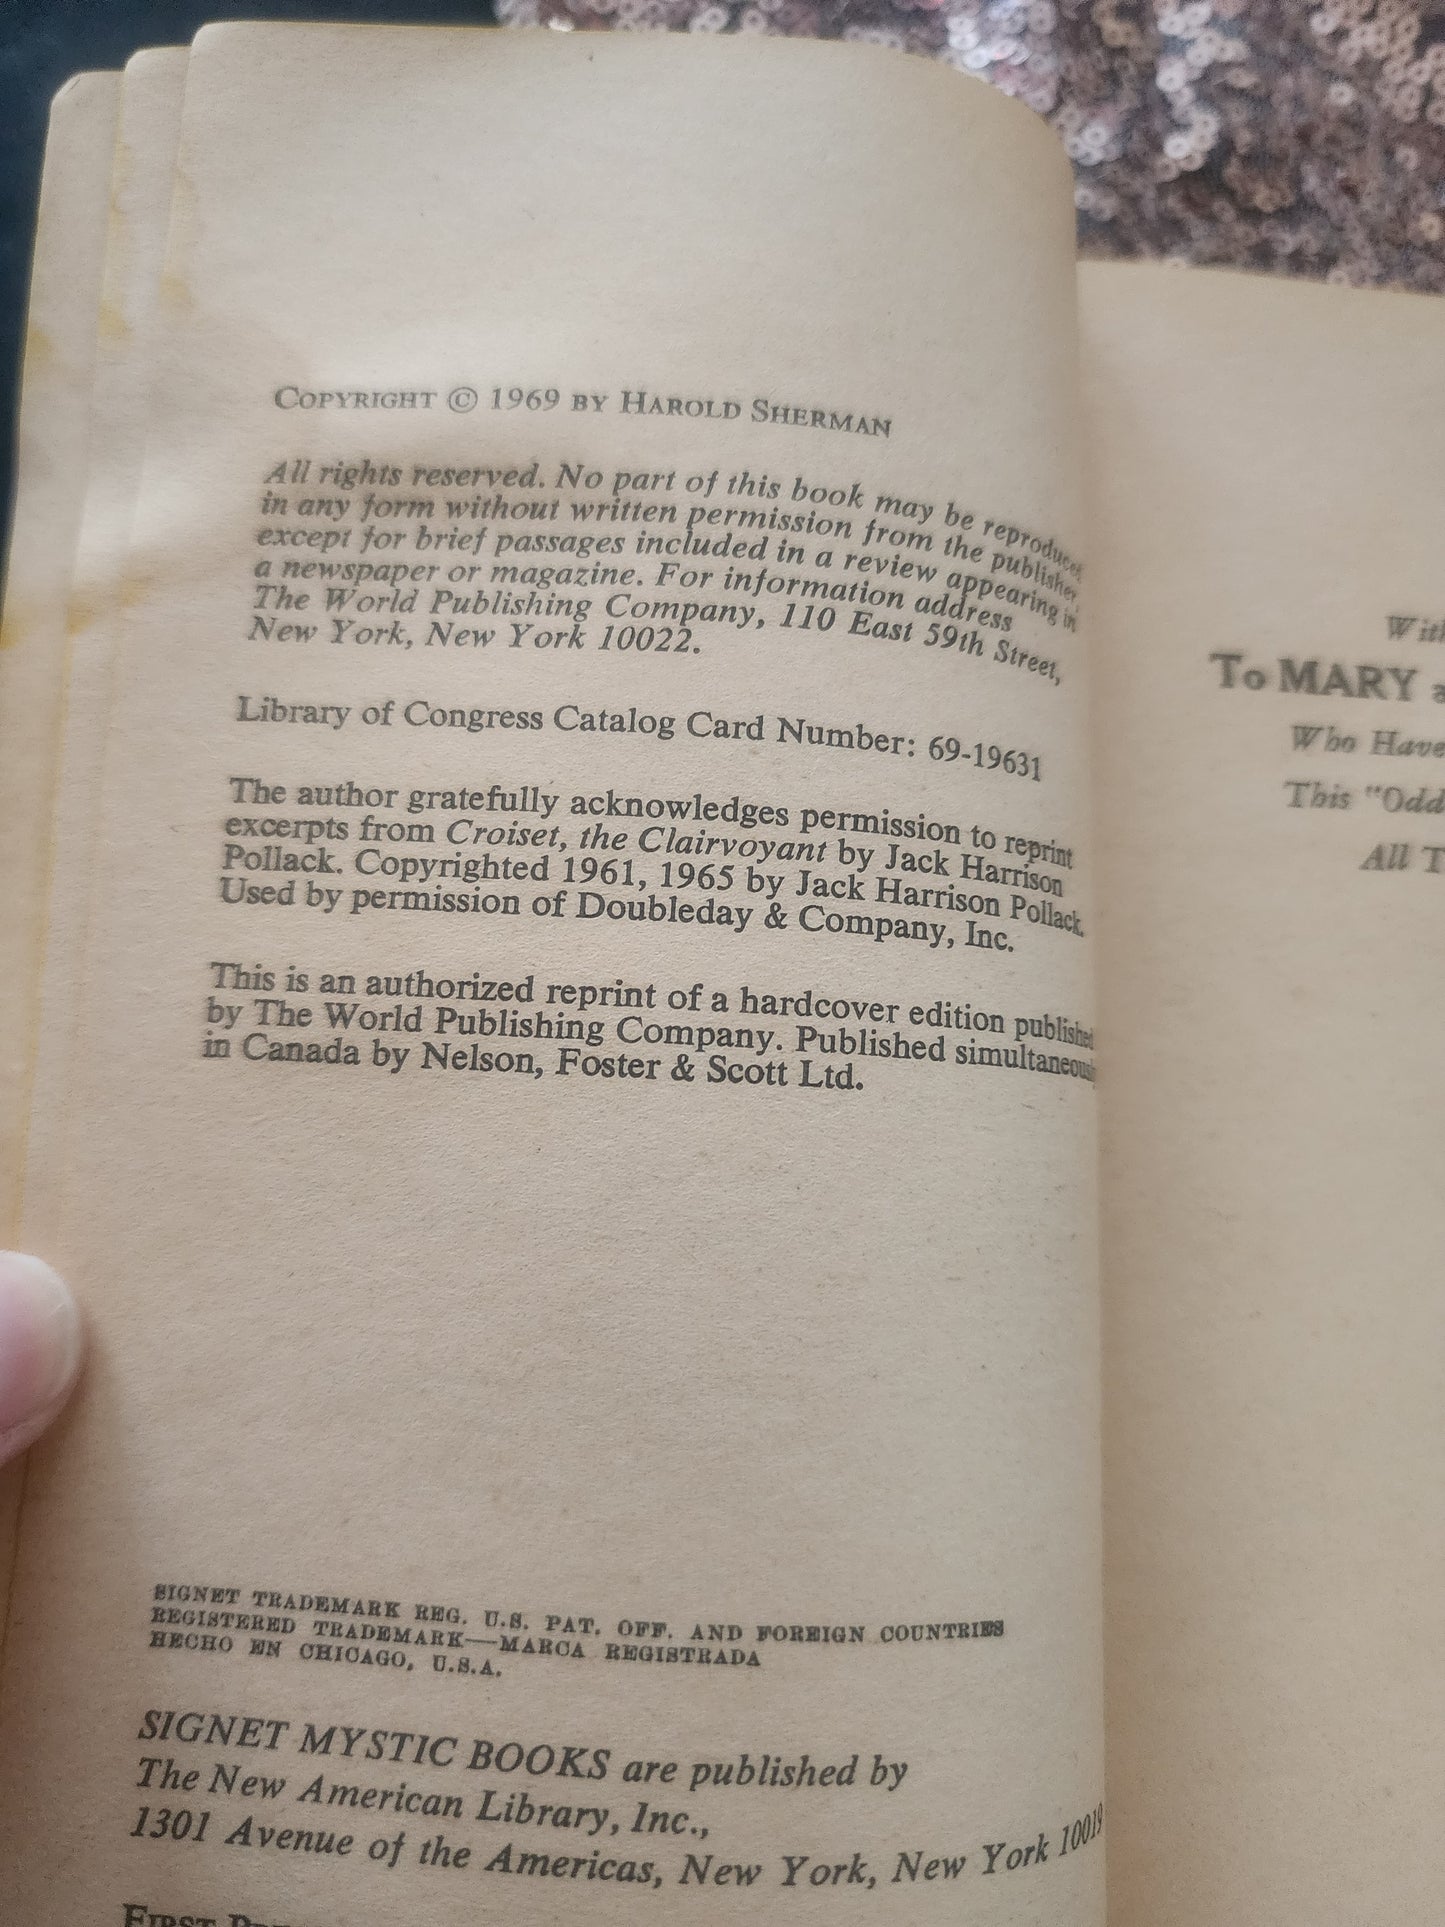 COPYRIGHT © 1969 BY HAROLD SHERMAN
All rights reserved. No part of this book may be reproduced
in any form without written permission from the publisher,
except for brief passages included in a review appearing in
a newspaper or magazine. For information address
The World Publishing Company, 110 East 59th Street,
New York, New York 10022.
Library of Congress Catalog Card Number: 69-19631
The author gratefully acknowledges permission to reprint
excerpts from Croiset, the Clairvoyant by Jack Harrison
Pollack. Copyrighted 1961, 1965 by Jack Harrison Pollack.
Used by permission of Doubleday & Company, Inc.
This is an authorized reprint of a hardcover edition published
by The World Publishing Company. Published simultaneously
in Canada by Nelson, Foster & Scott Ltd.
SIGNET TRADEMARK REG. U.S. PAT. OFF. AND FOREIGN COUNTRIES
REGISTERED TRADEMARK—MARCA REGISTRADA
HECHO EN CHICAGO, U.S.A.
SIGNET MYSTIC BOOKS are published by
The New American Library, Inc.,
1301 Avenue of the Americas, New York, New York 10019
FIRST
To MARY
Who Have
This "Odd
All